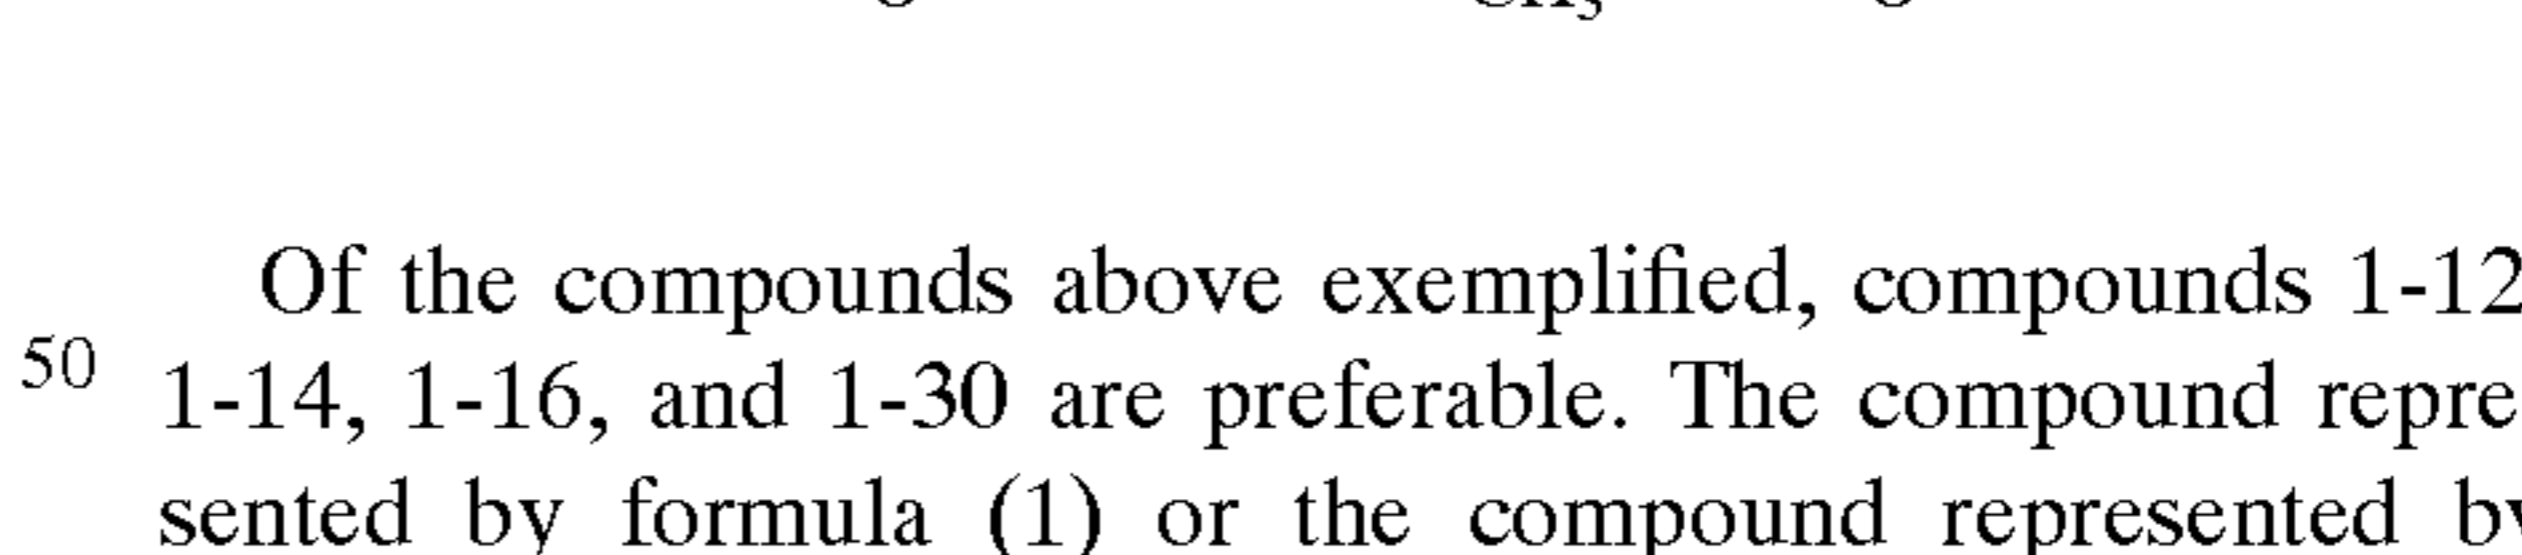 Of the compounds above exemplified, compounds 1-12
50 1-14, 1-16, and 1-30 are preferable. The compound repre
sented by formula (1) or the compound represented by